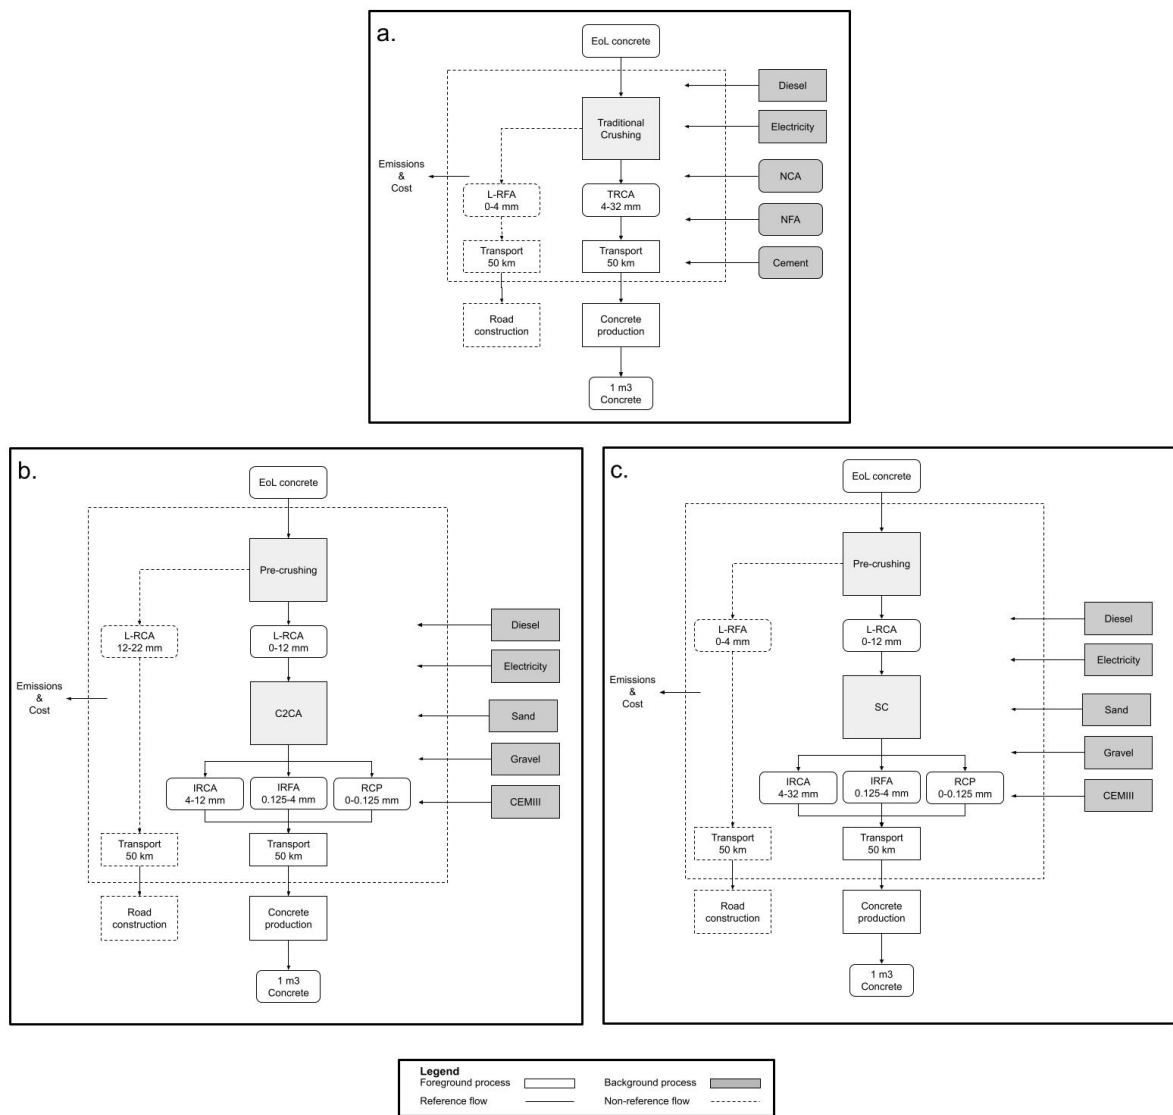 a.
EoL concrete
Diesel
Traditional
Crushing
Electricity
Emissions
&
Cost
L-RFA
0-4 mm
TRCA
4-32 mm
NCA
NFA
Transport
50 km
Transport
50 km
Cement
Road
construction
Concrete
production
1 m3
Concrete
b.
EoL concrete
Pre-crushing
L-RCA
12-22 mm
L-RCA
0-12 mm
Diesel
Electricity
Emissions
&
Cost
C2CA
Sand
Gravel
IRCA
4-12 mm
IRFA
0.125-4 mm
RCP
0-0.125 mm
CEMIII
Transport
50 km
Transport
50 km
Road
construction
Concrete
production
1 m3
Concrete
c.
EoL concrete
Pre-crushing
L-RFA
0-4 mm
L-RCA
0-12 mm
Diesel
Electricity
Emissions
&
Cost
SC
Sand
Gravel
IRCA
4-32 mm
IRFA
0.125-4 mm
RCP
0-0.125 mm
CEMIII
Transport
50 km
Transport
50 km
Road
construction
Concrete
production
1 m3
Concrete
Legend
Foreground process
Background process
Reference flow
Non-reference flow